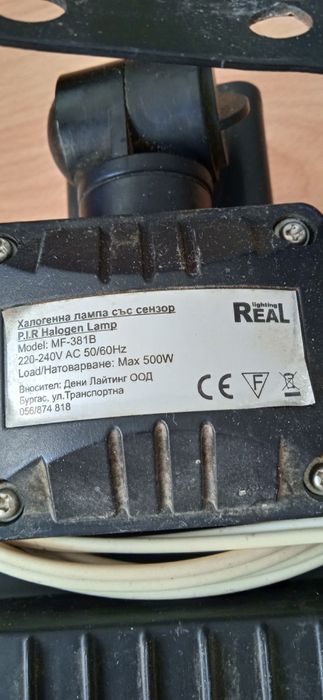 Халогенна лампа със сензор
P.I.R Halogen Lamp
Model: MF-381B
220-240V AC 50/60Hz
Load/Натоварване: Max 500W
Вносител: Дени Лайтинг ООД
Бургас, ул.Транспортна
056/874 818
lighting
REAL
CE
F